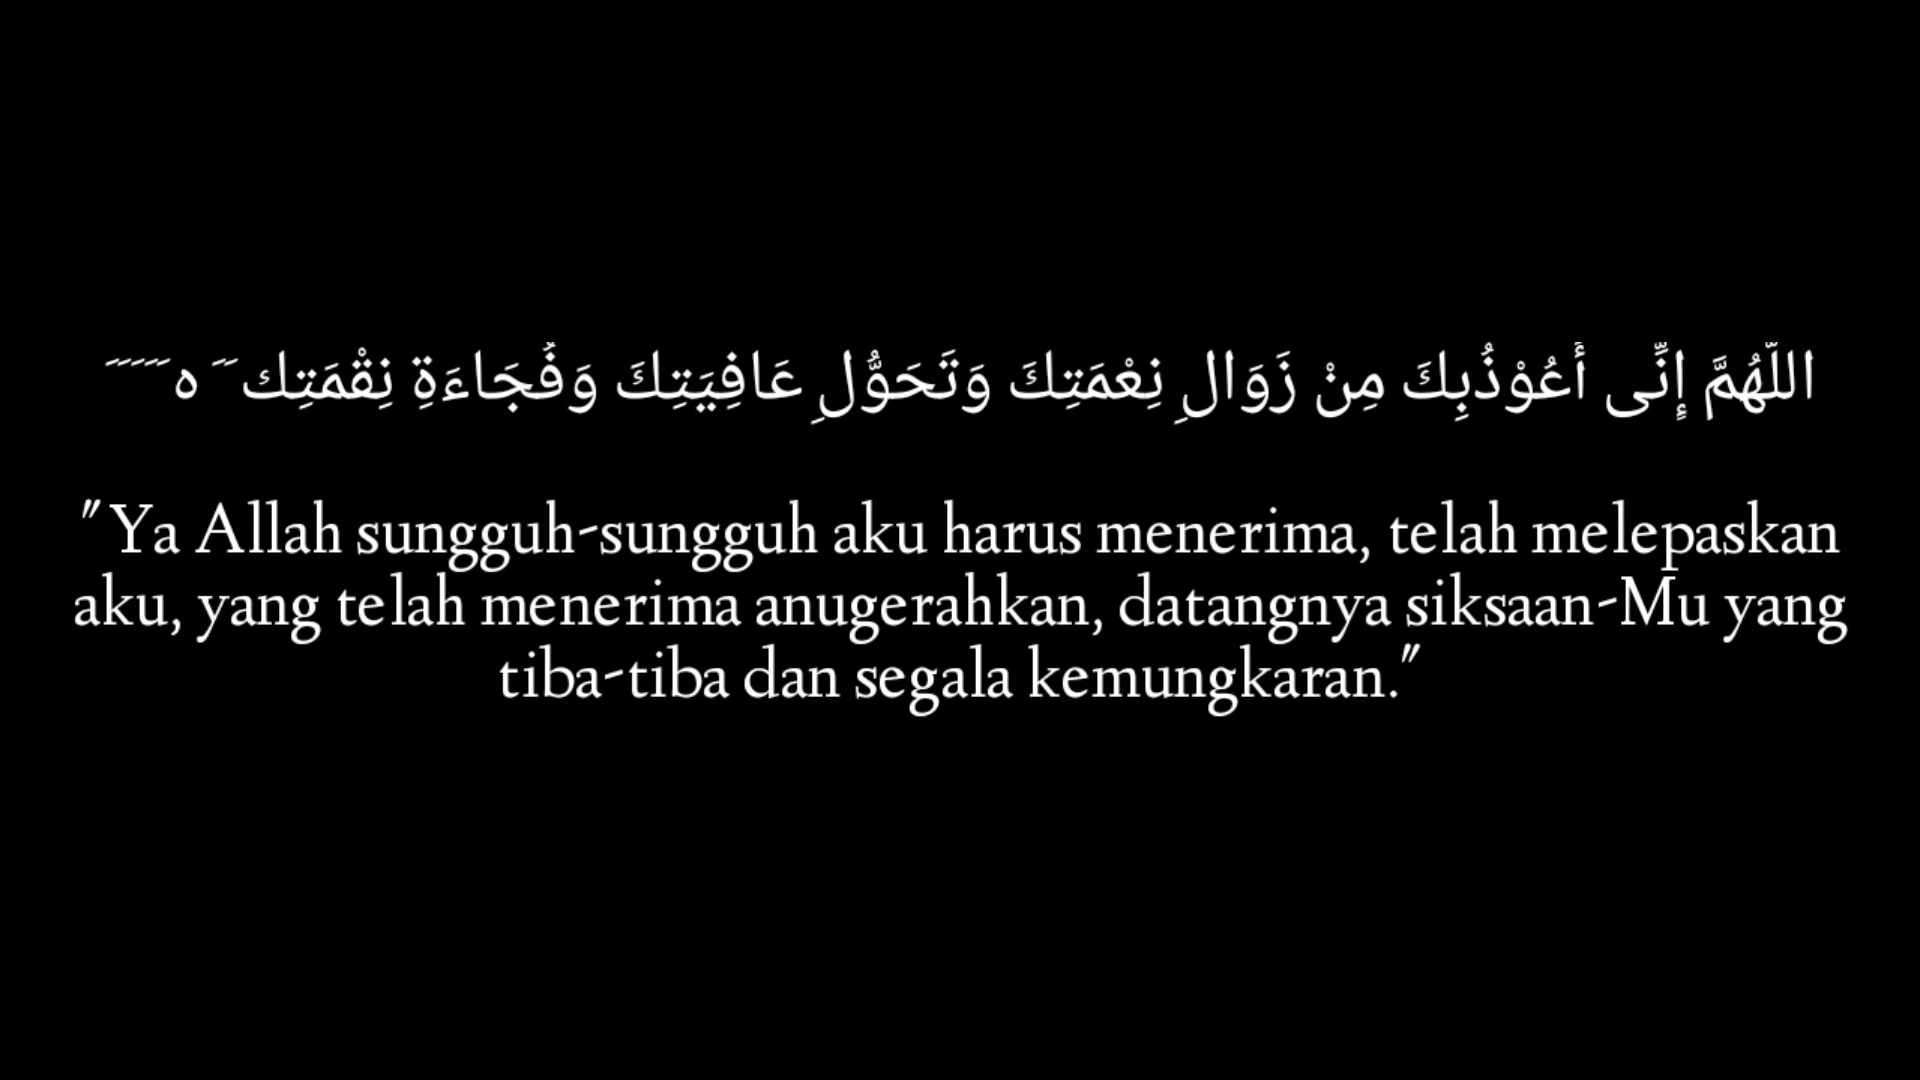 اللّهُمَّ إِنِّى أَعُوْذُبِكَ مِنْ زَوَالِ نِعْمَتِكَ وَتَحَوُّلِ عَافِيَتِكَ وَفُجَاءَةِ نِقْمَتِك َ َ ه َ َ َ َ َ
"Ya Allah sungguh-sungguh aku harus menerima, telah melepaskan
aku, yang telah menerima anugerahkan, datangnya siksaan-Mu yang
tiba-tiba dan segala kemungkaran."